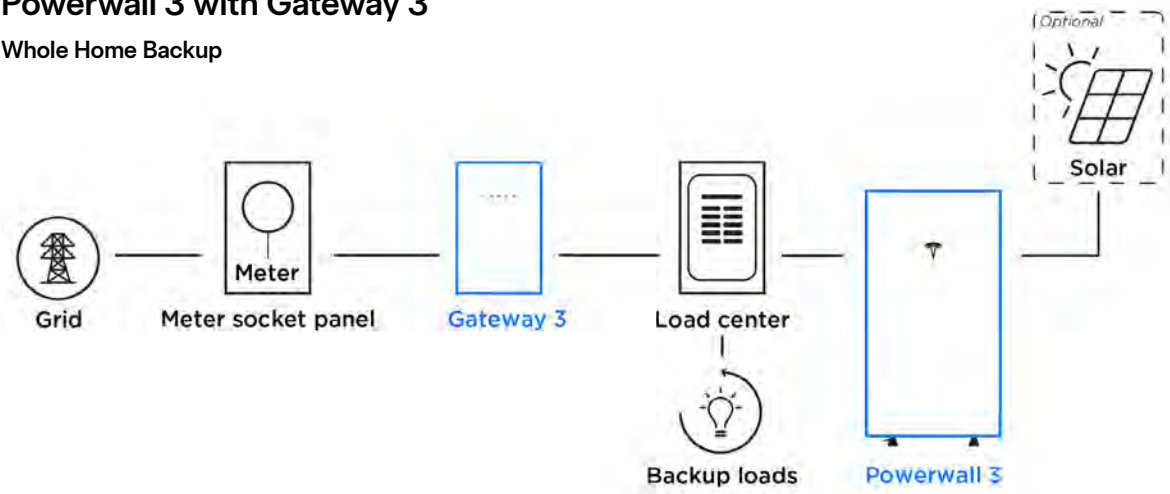 Powerwall 3 with Gateway 3
Whole Home Backup
Optional
Solar
Meter
Grid
Meter socket panel
Gateway 3
Load center
Backup loads
Powerwall 3